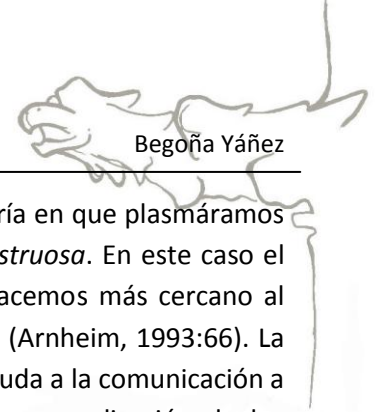 Begoña Yáñez
ría en que plasmáramos
struosa. En este caso el
acemos más cercano al
(Arnheim, 1993:66). La
uda a la comunicación a